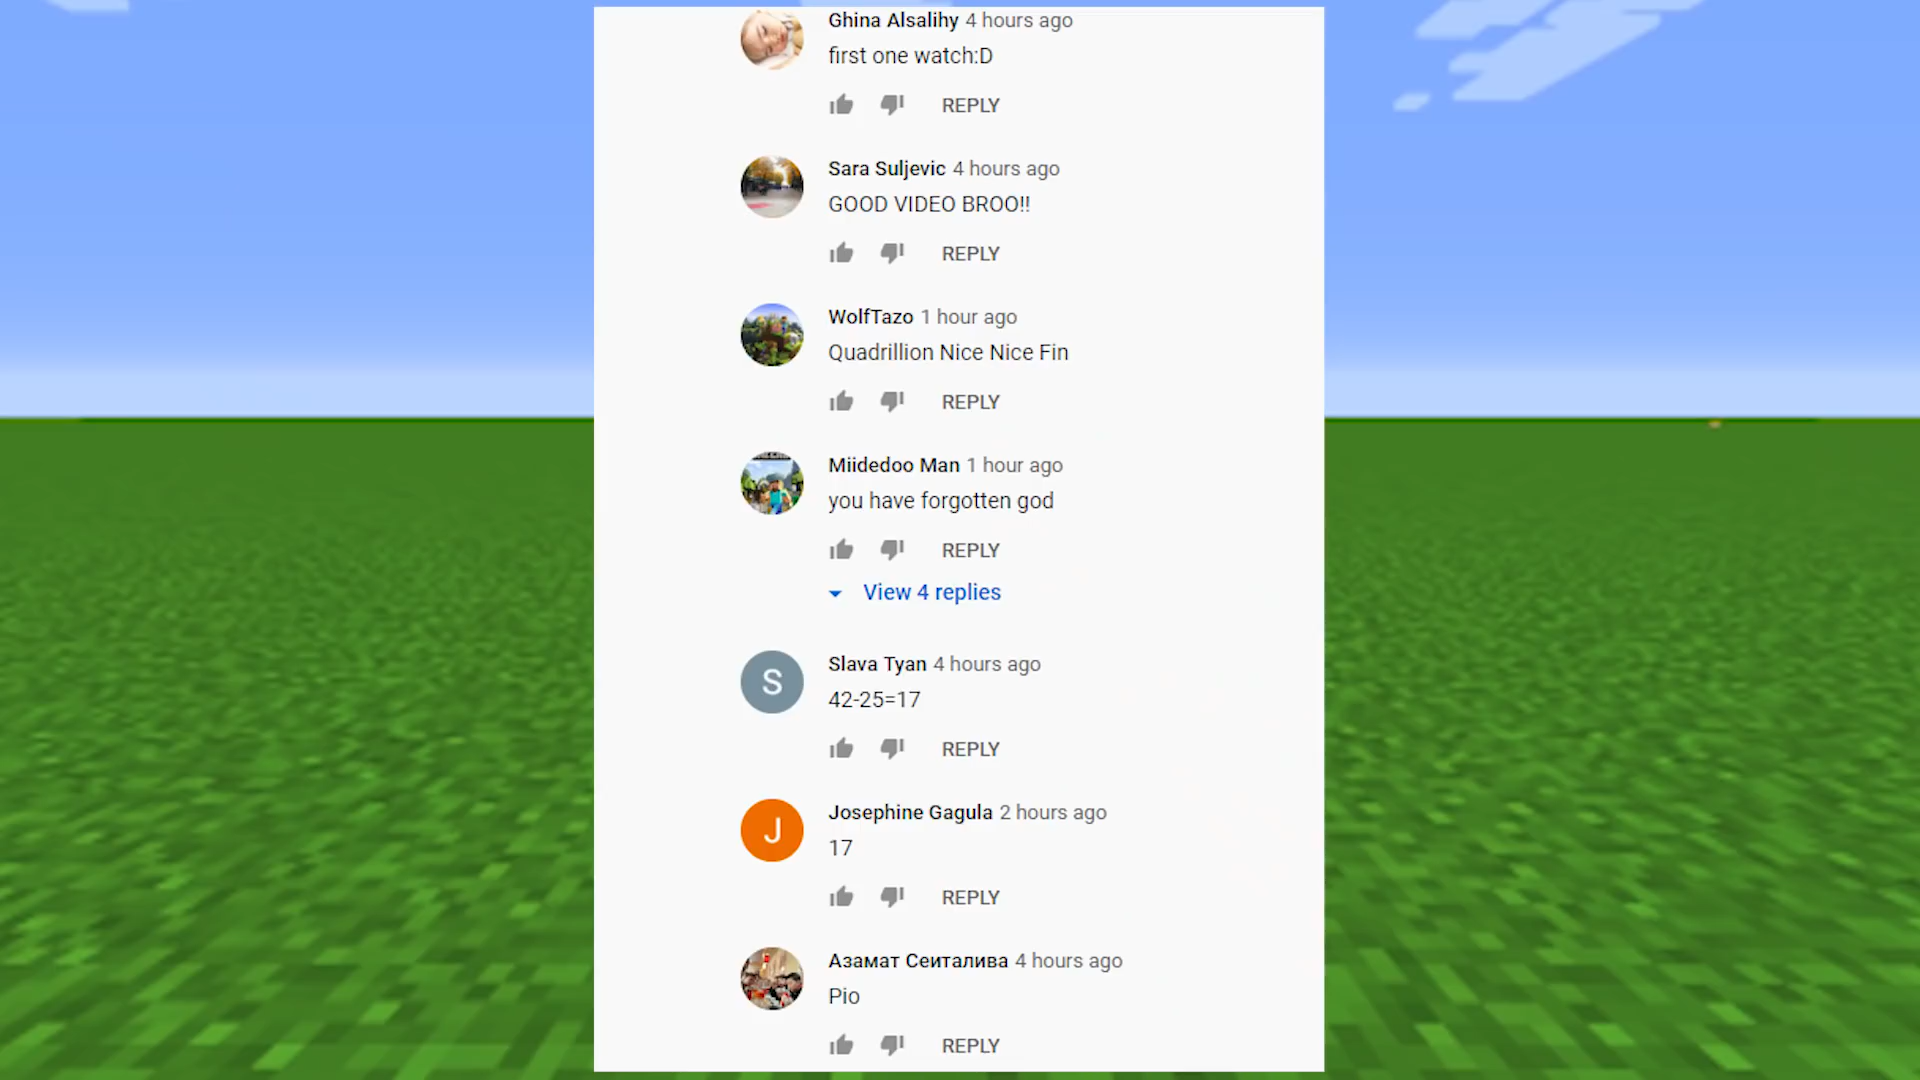 Ghina Alsalihy 4 hours ago
first one watch:D
REPLY
Sara Suljevic 4 hours ago
GOOD VIDEO BROO!!
REPLY
WolfTazo 1 hour ago
Quadrillion Nice Nice Fin
REPLY
Miidedoo Man 1 hour ago
you have forgotten god
REPLY
View 4 replies
S
Slava Tyan 4 hours ago
42-25=17
REPLY
J
Josephine Gagula 2 hours ago
17
REPLY
Азамат Сеиталива 4 hours ago
Pio
REPLY